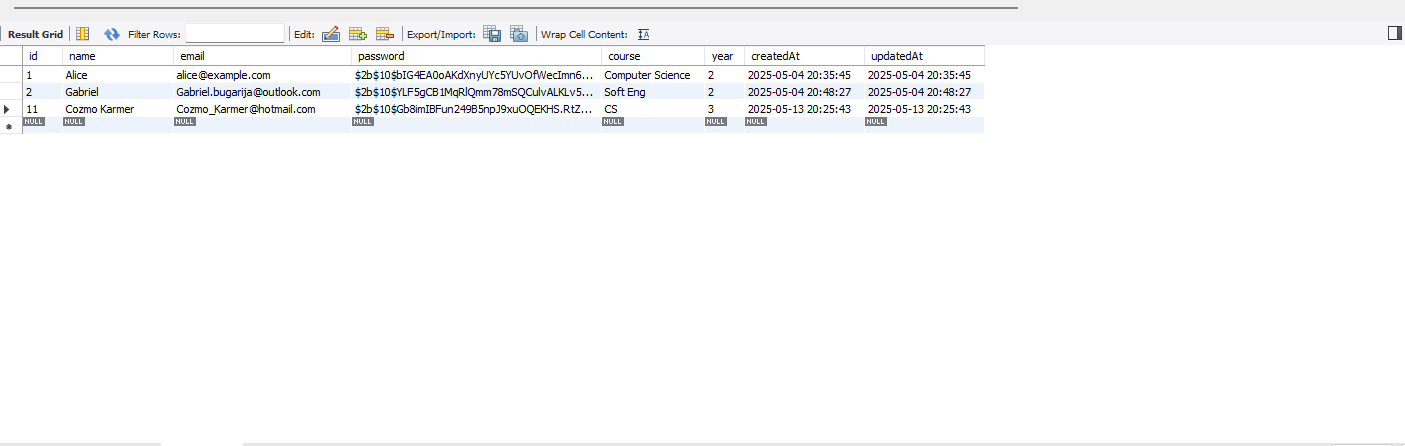 Result Grid Filter Rows: Edit: Export/Import: Wrap Cell Content: IA
id name email password course year createdAt updatedAt
1 Alice alice@example.com $2b$10$bIG4EA0oAKdXnyUYc5YUvOfWecImn6... Computer Science 2 2025-05-04 20:35:45 2025-05-04 20:35:45
2 Gabriel Gabriel.bugarija@outlook.com $2b$10$YLF5gCB1MqRlQmm78mSQCulvALKLv5... Soft Eng 2 2025-05-04 20:48:27 2025-05-04 20:48:27
11 Cozmo Karmer Cozmo_Karmer@hotmail.com $2b$10$Gb8imIBFun249B5npJ9xuOQEKHS.RtZ... CS 3 2025-05-13 20:25:43 2025-05-13 20:25:43
NULL NULL NULL NULL NULL NULL NULL NULL